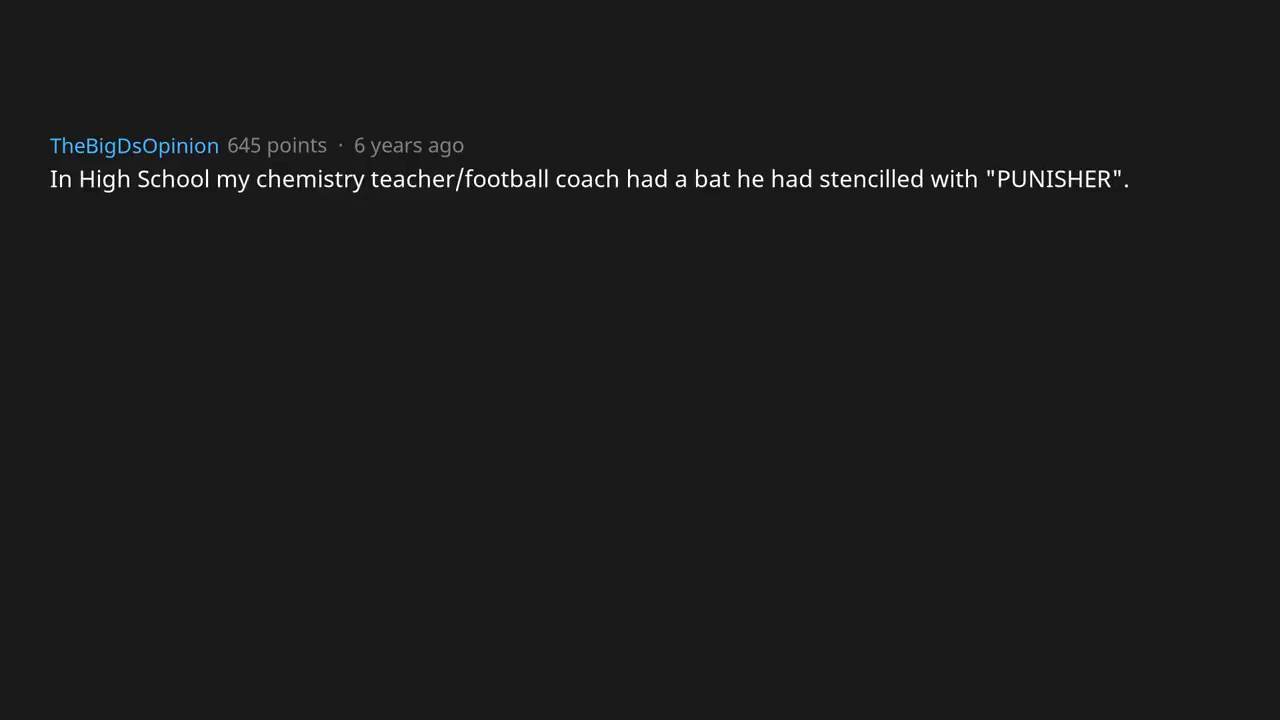 TheBigDsOpinion 645 points · 6 years ago
In High School my chemistry teacher/football coach had a bat he had stencilled with "PUNISHER".